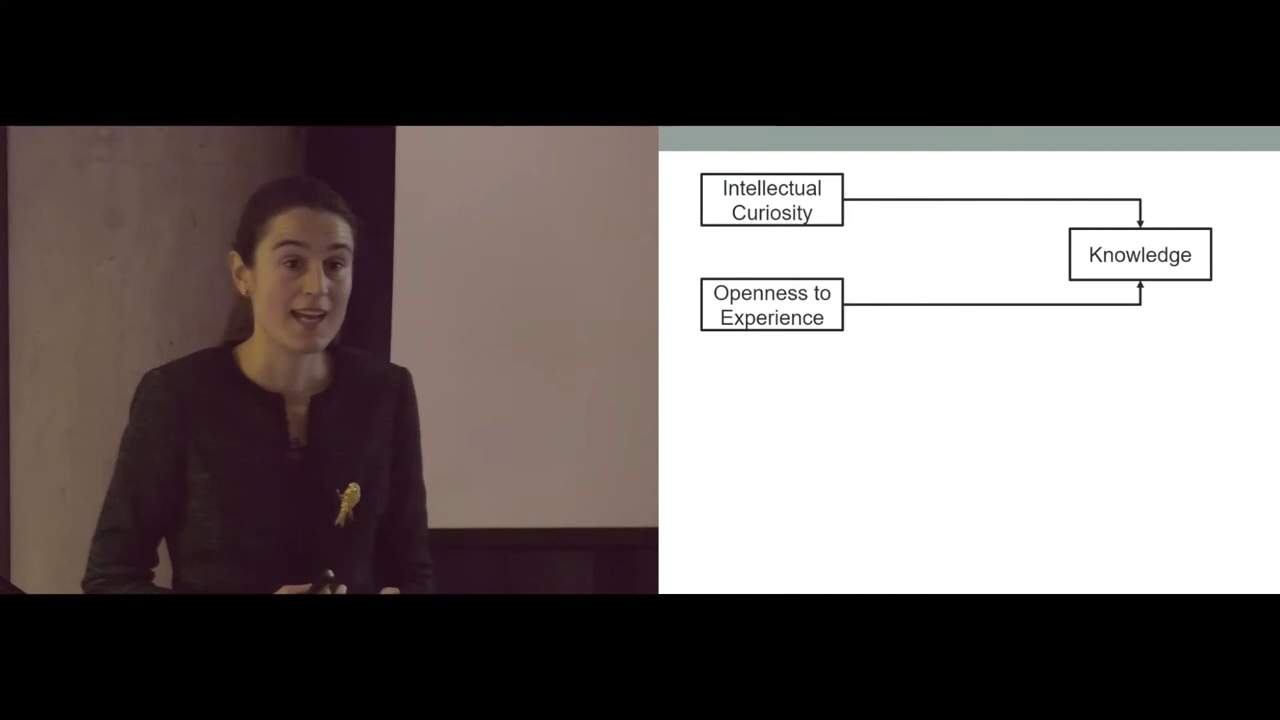 Intellectual
Curiosity
Knowledge
Openness to
Experience